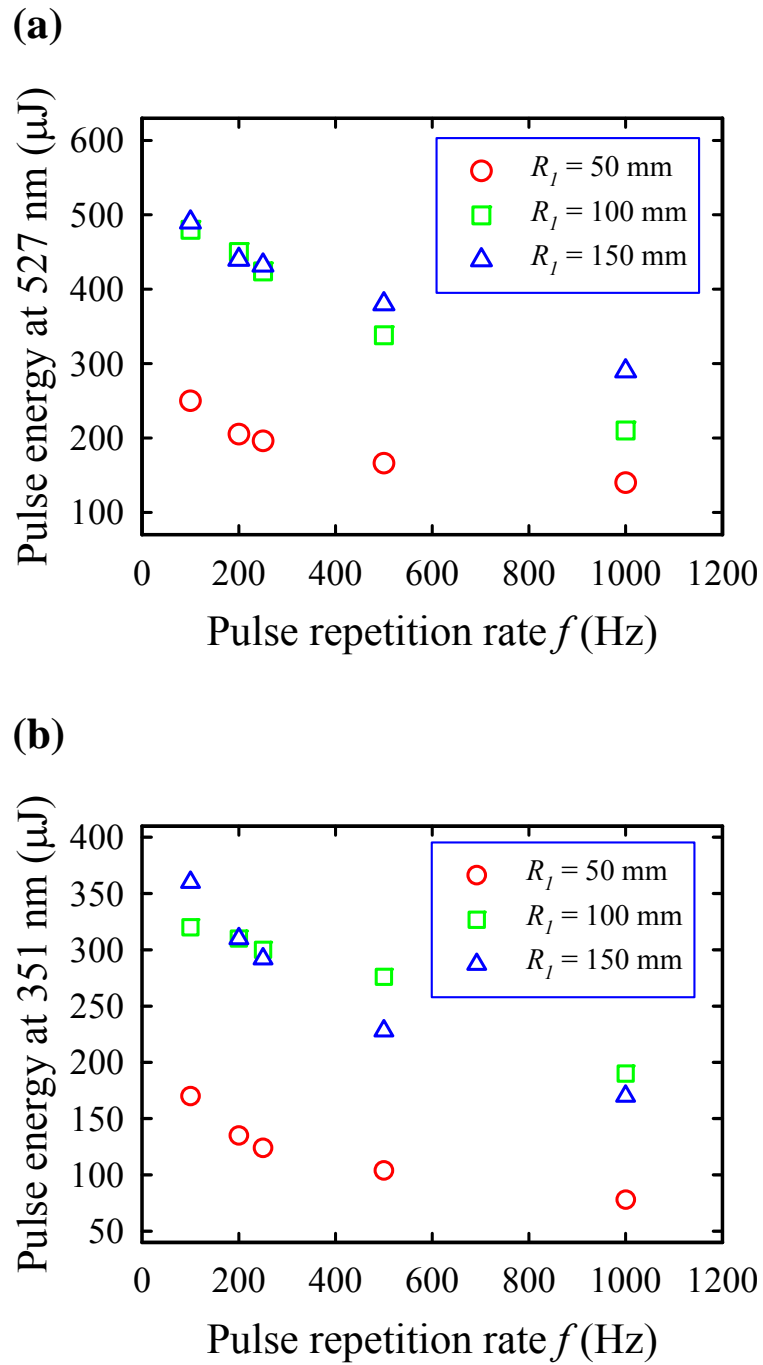 (a)
Pulse energy at 527 nm (μJ)
600
500
400
300
200
100
R1 = 50 mm
R1 = 100 mm
R1 = 150 mm
0 200 400 600 800 1000 1200
Pulse repetition rate f (Hz)
(b)
Pulse energy at 351 nm (μJ)
400
350
300
250
200
150
100
50
R1 = 50 mm
R1 = 100 mm
R1 = 150 mm
0 200 400 600 800 1000 1200
Pulse repetition rate f (Hz)